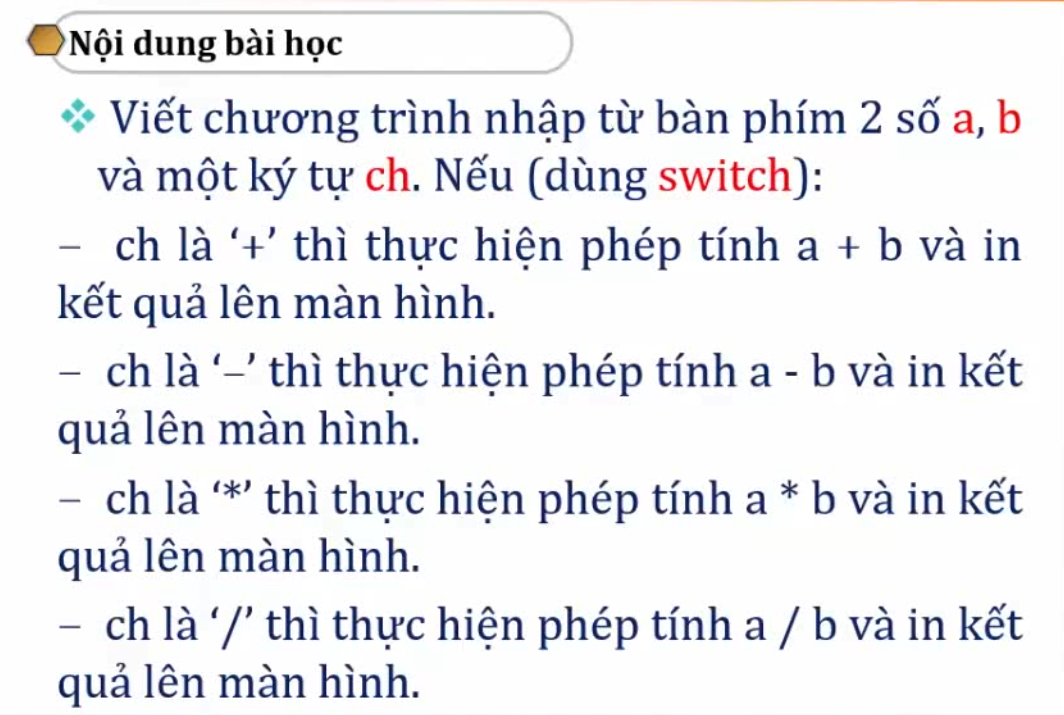 Nội dung bài học
❖ Viết chương trình nhập từ bàn phím 2 số a, b
và một ký tự ch. Nếu (dùng switch):
– ch là ‘+’ thì thực hiện phép tính a + b và in
kết quả lên màn hình.
– ch là ‘–’ thì thực hiện phép tính a - b và in kết
quả lên màn hình.
– ch là ‘*’ thì thực hiện phép tính a * b và in kết
quả lên màn hình.
– ch là ‘/’ thì thực hiện phép tính a / b và in kết
quả lên màn hình.